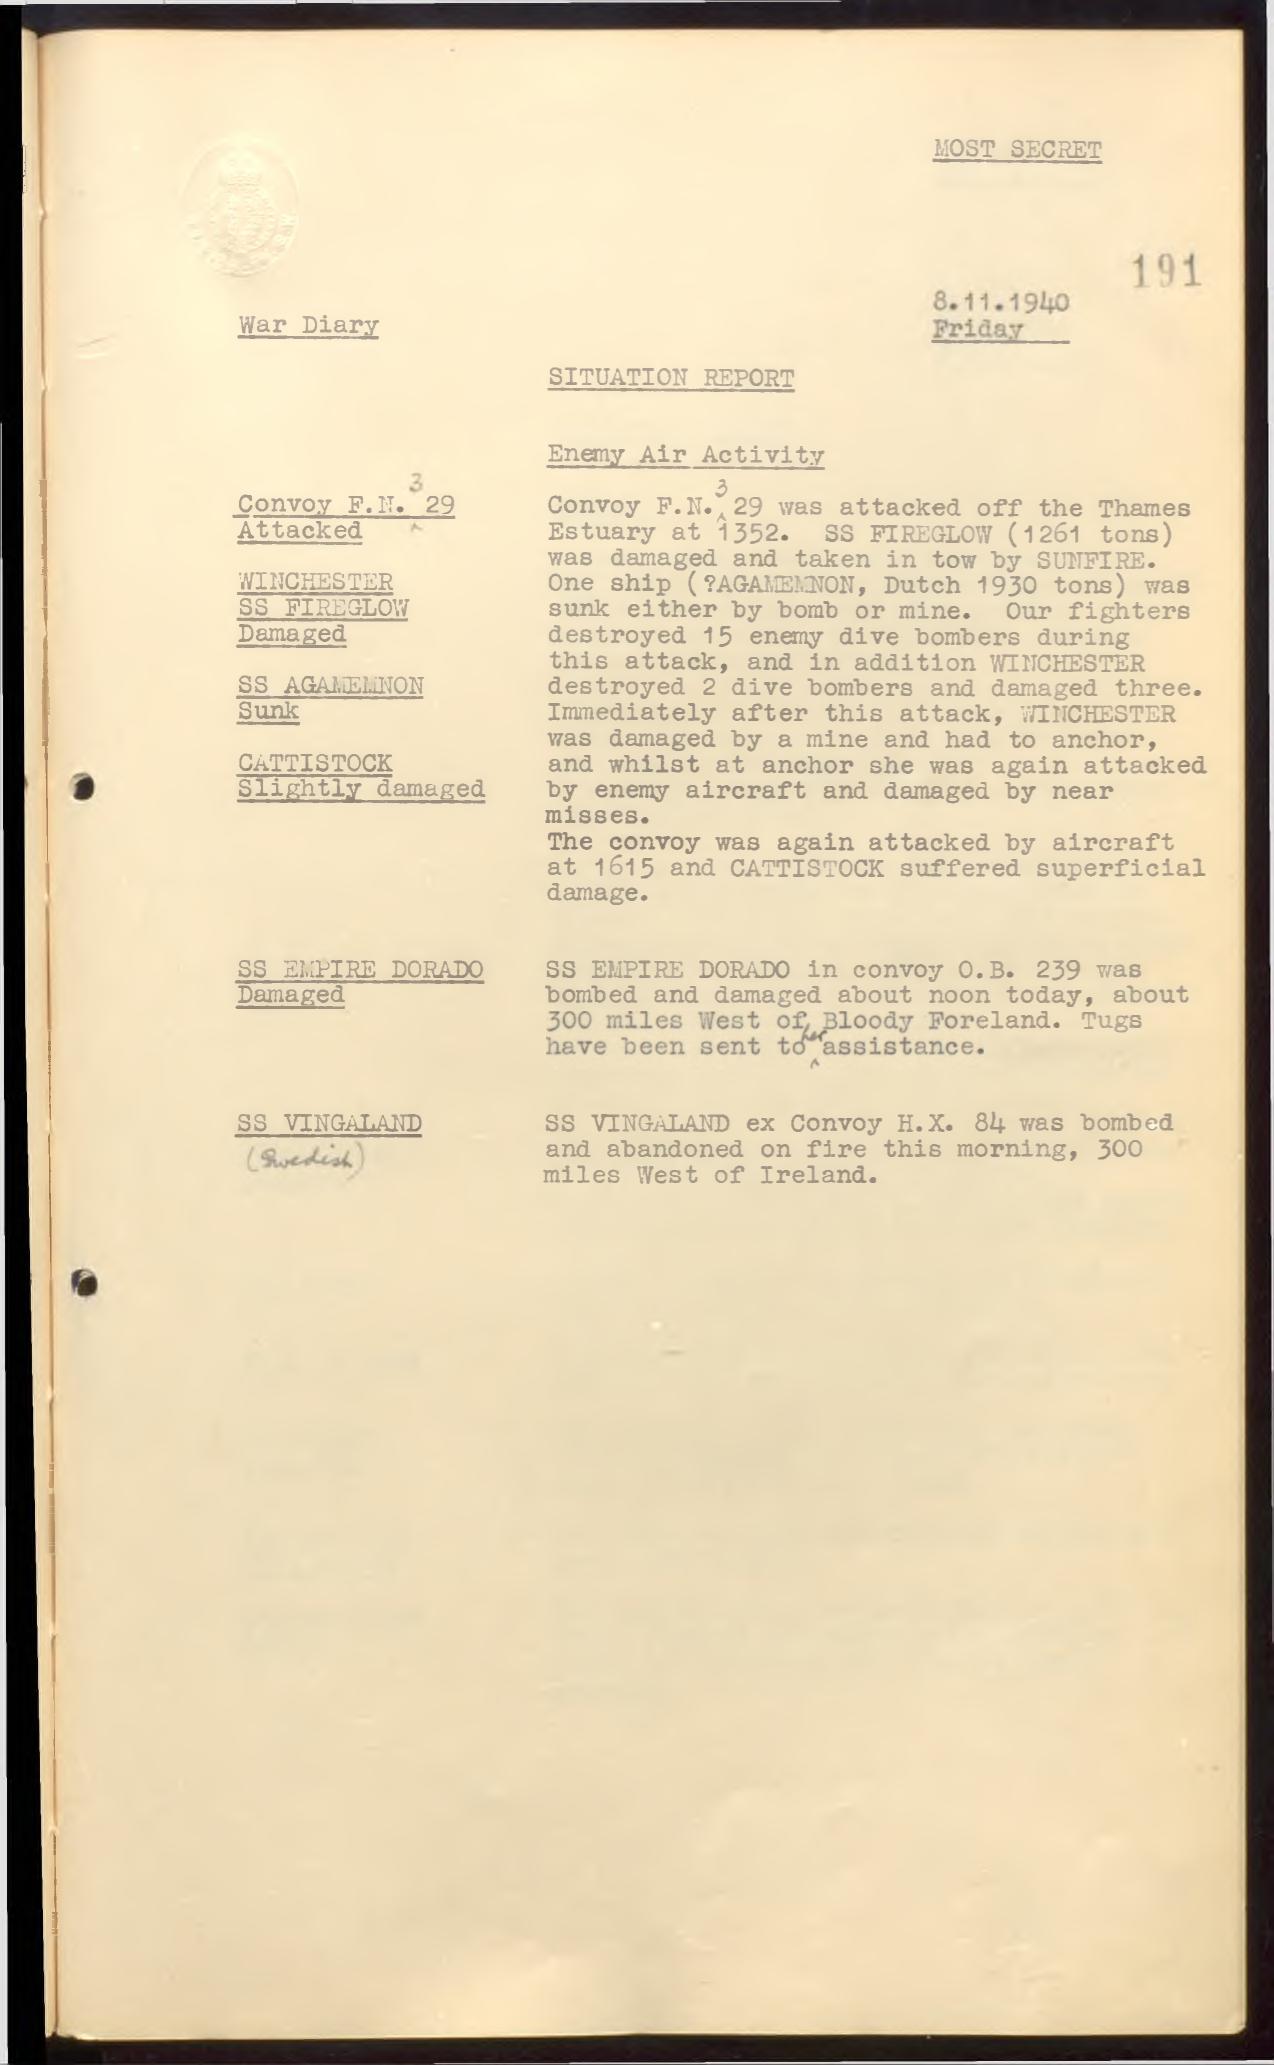 MOST SECRET
191
8.11.1940
Friday
War Diary
SITUATION REPORT
Enemy Air Activity
Convoy F.N. 3 29
Attacked
WINCHESTER
SS FIREGLOW
Damaged
SS AGAMEMNON
Sunk
CATTISTOCK
Slightly damaged
Convoy F.N. 3 29 was attacked off the Thames
Estuary at 1352. SS FIREGLOW (1261 tons)
was damaged and taken in tow by SUNFIRE.
One ship (?AGAMEMNON, Dutch 1930 tons) was
sunk either by bomb or mine. Our fighters
destroyed 15 enemy dive bombers during
this attack, and in addition WINCHESTER
destroyed 2 dive bombers and damaged three.
Immediately after this attack, WINCHESTER
was damaged by a mine and had to anchor,
and whilst at anchor she was again attacked
by enemy aircraft and damaged by near
misses.
The convoy was again attacked by aircraft
at 1615 and CATTISTOCK suffered superficial
damage.
SS EMPIRE DORADO
Damaged
SS EMPIRE DORADO in convoy O.B. 239 was
bombed and damaged about noon today, about
300 miles West of Bloody Foreland. Tugs
have been sent to her assistance.
SS VINGALAND
(Swedish)
SS VINGALAND ex Convoy H.X. 84 was bombed
and abandoned on fire this morning, 300
miles West of Ireland.